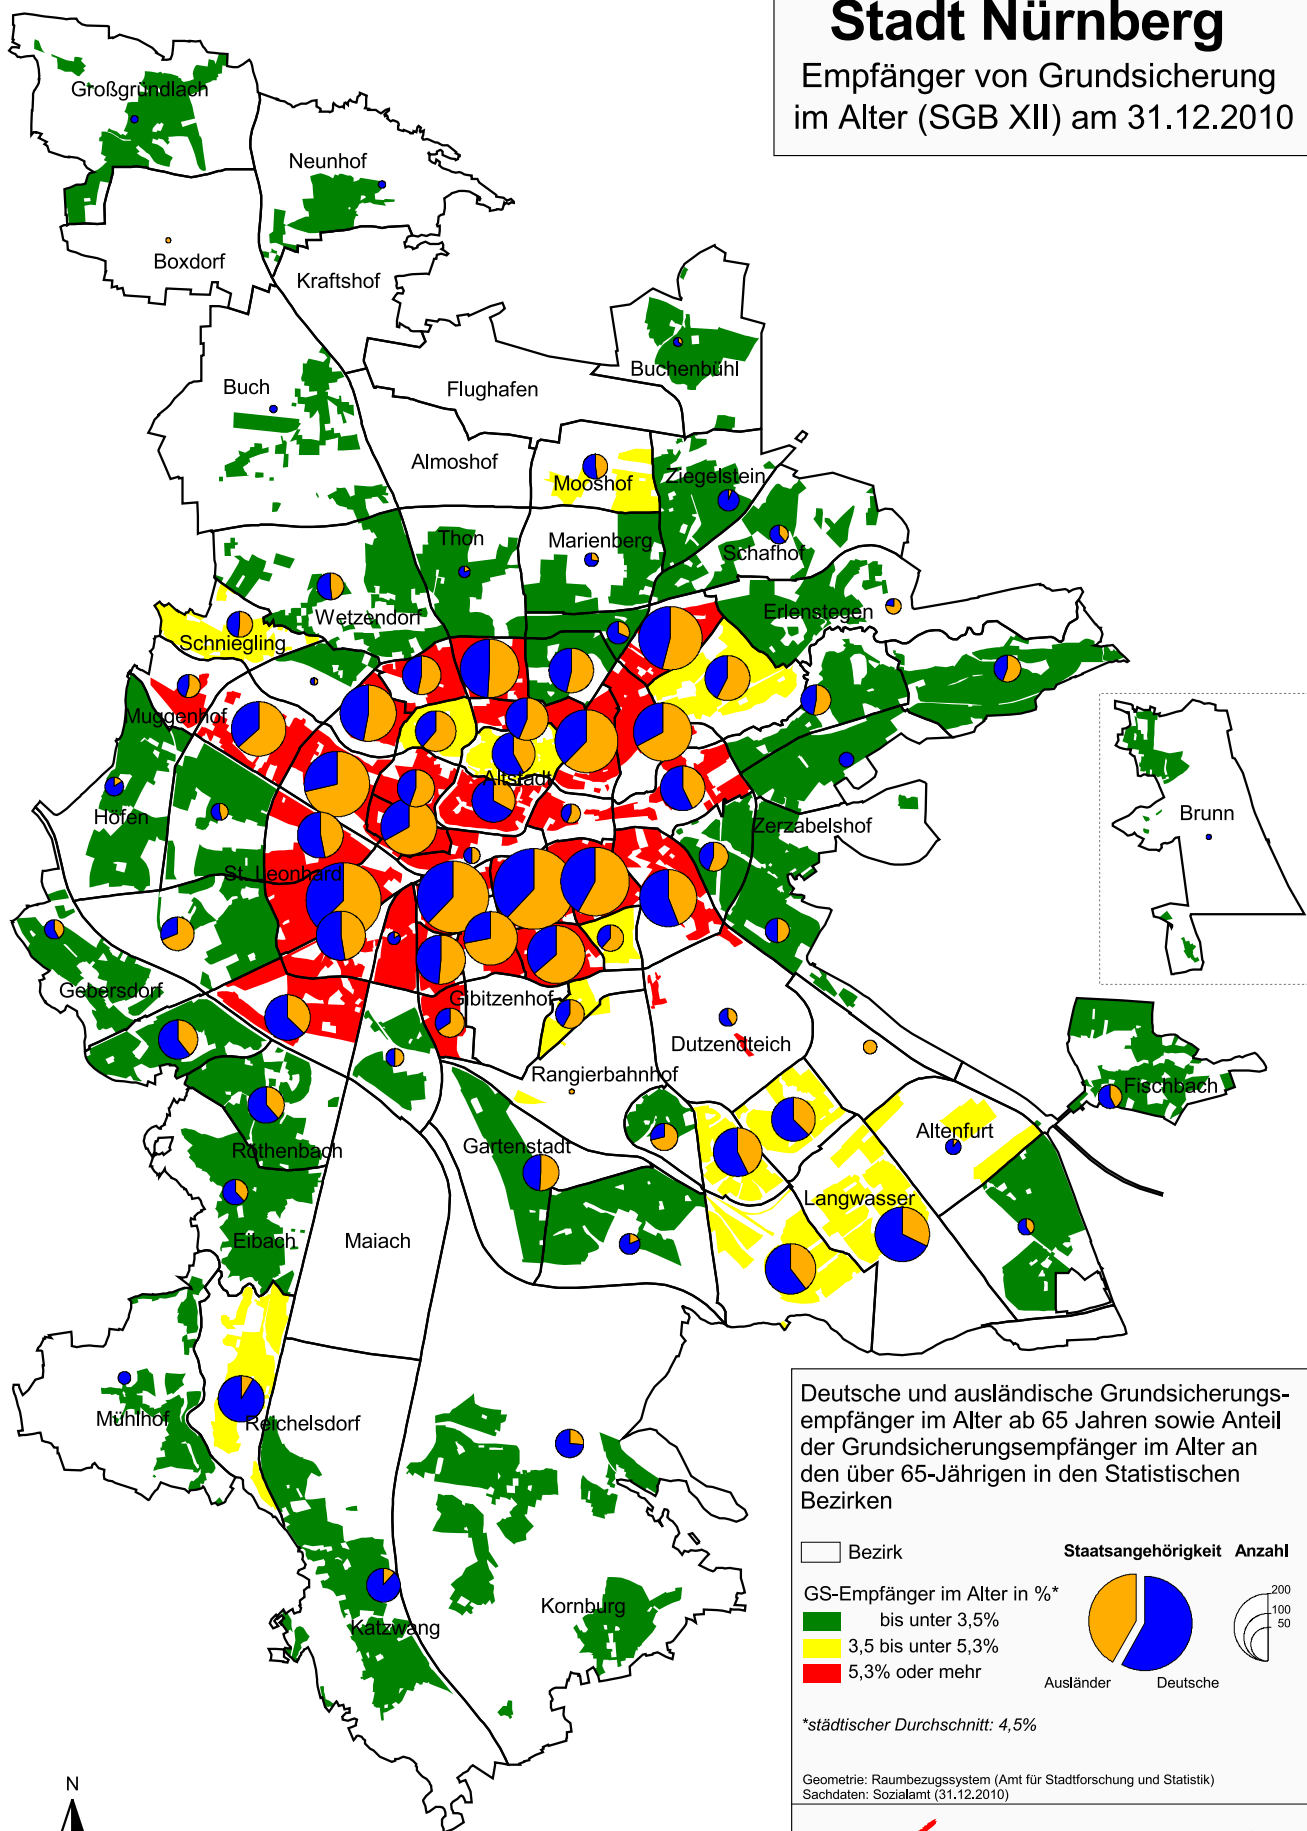 Stadt Nürnberg
Empfänger von Grundsicherung
im Alter (SGB XII) am 31.12.2010
Großgründlach
Neunhof
Boxdorf
Kraftshof
Buchenbühl
Buch
Flughafen
Almoshof
Mooshof
Ziegelstein
Thon
Marienberg
Schafhof
Wetzendorf
Erlenstegen
Schniegling
Muggenhof
Altstadt
Höfen
Zerzabelshof
Brunn
St. Leonhard
Gebersdorf
Gibitzenhof
Dutzendteich
Rangierbahnhof
Fischbach
Röthenbach
Gartenstadt
Altenfurt
Langwasser
Eibach
Maiach
Mühlhof
Reichelsdorf
Katzwang
Kornburg
Deutsche und ausländische Grundsicherungs-
empfänger im Alter ab 65 Jahren sowie Anteil
der Grundsicherungsempfänger im Alter an
den über 65-Jährigen in den Statistischen
Bezirken
Bezirk
Staatsangehörigkeit Anzahl
GS-Empfänger im Alter in %*
bis unter 3,5%
3,5 bis unter 5,3%
5,3% oder mehr
200
100
50
Ausländer Deutsche
*städtischer Durchschnitt: 4,5%
Geometrie: Raumbezugssystem (Amt für Stadtforschung und Statistik)
Sachdaten: Sozialamt (31.12.2010)
N